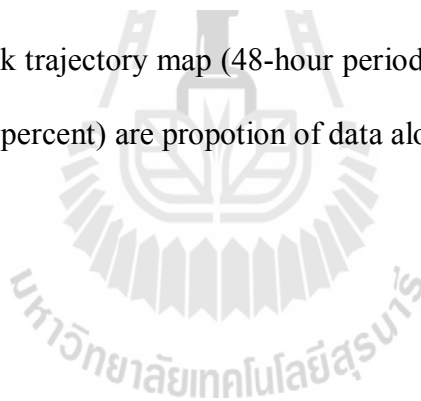 k trajectory map (48-hour period
percent) are propotion of data alo
มหาวิทยาลัยเทคโนโลยีสุรนารี